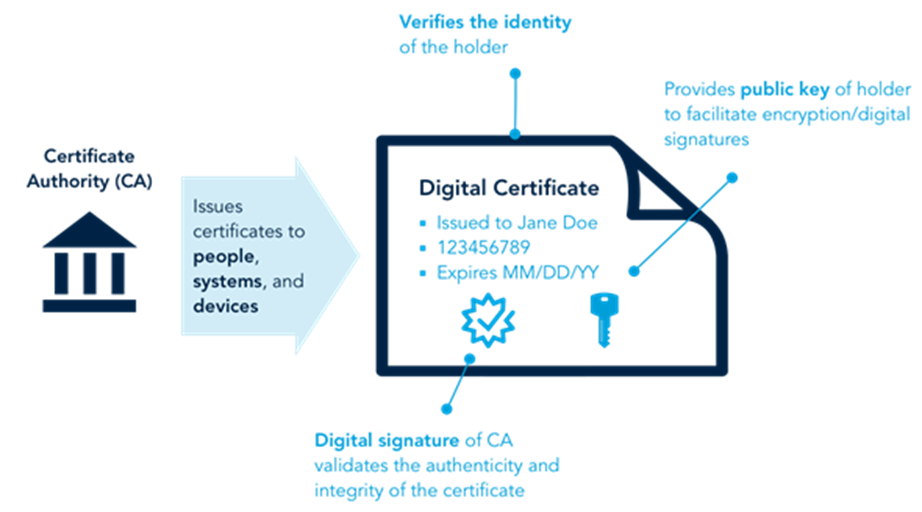 Verifies the identity
of the holder
Provides public key of holder
to facilitate encryption/digital
signatures
Certificate
Authority (CA)
Issues
certificates to
people,
systems, and
devices
Digital Certificate
▪ Issued to Jane Doe
▪ 123456789
▪ Expires MM/DD/YY
Digital signature of CA
validates the authenticity and
integrity of the certificate